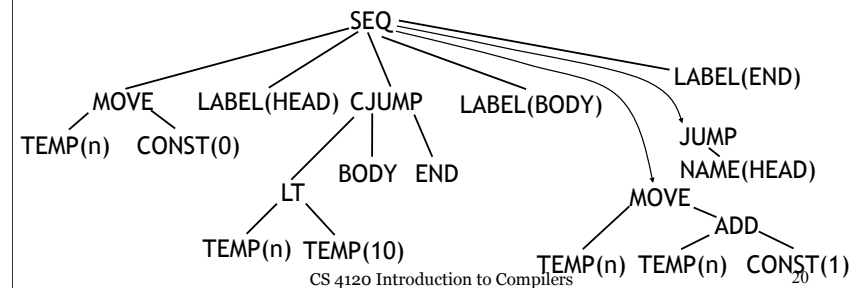 SEQ
LABEL(END)
MOVE LABEL(HEAD) CJUMP LABEL(BODY)
JUMP
TEMP(n) CONST(0)
BODY END NAME(HEAD)
LT MOVE
ADD
TEMP(n) TEMP(10) TEMP(n) TEMP(n) CONST(1)
CS 4120 Introduction to Compilers 20